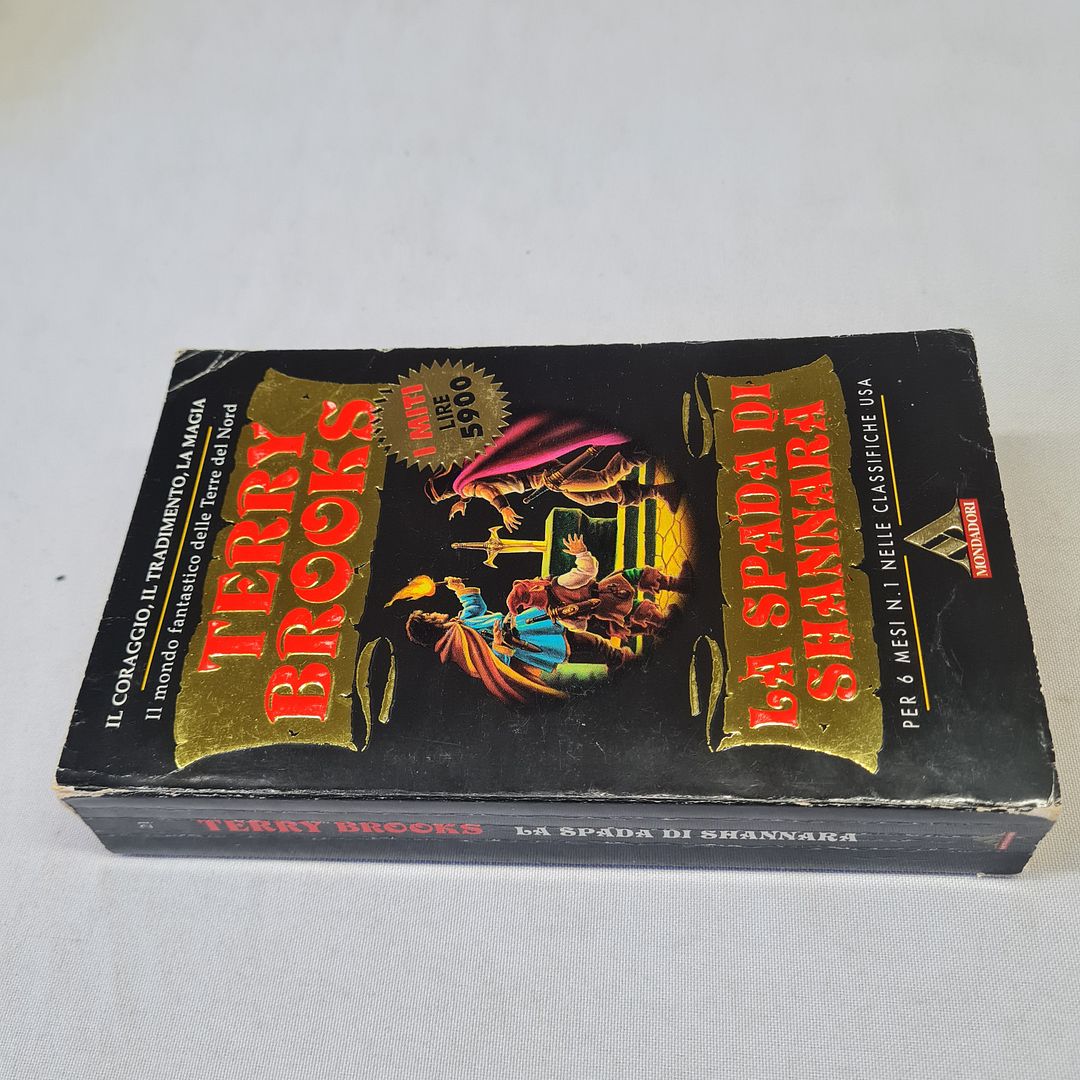 IL CORAGGIO, IL TRADIMENTO, LA MAGIA
Il mondo fantastico delle Terre del Nord
TERRY
BROOKS
I MITI
LIRE
5900
LA SPADA DI
SHANNARA
PER 6 MESI N. 1 NELLE CLASSIFICHE USA
MONDADORI
TERRY BROOKS LA SPADA DI SHANNARA